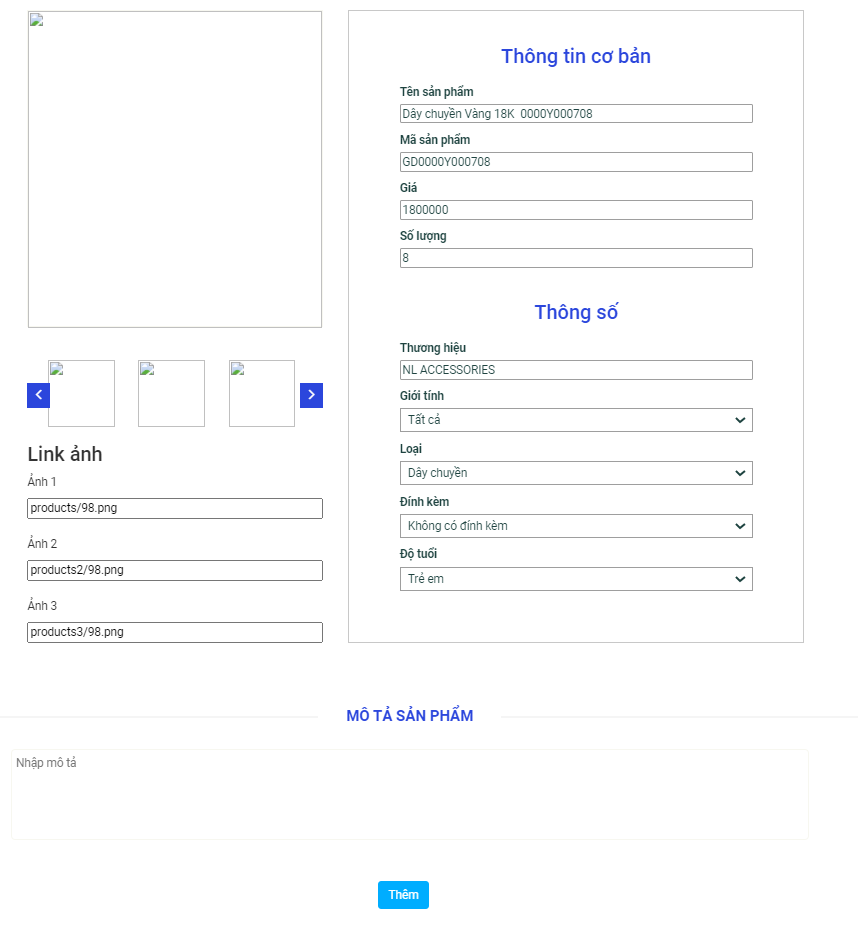 Link ảnh
Ảnh 1
products/98.png
Ảnh 2
products2/98.png
Ảnh 3
products3/98.png
Thông tin cơ bản
Tên sản phẩm
Dây chuyền Vàng 18K  0000Y000708
Mã sản phẩm
GD0000Y000708
Giá
1800000
Số lượng
8
Thông số
Thương hiệu
NL ACCESSORIES
Giới tính
Tất cả
Loại
Dây chuyền
Đính kèm
Không có đính kèm
Độ tuổi
Trẻ em
MÔ TẢ SẢN PHẨM
Nhập mô tả
Thêm